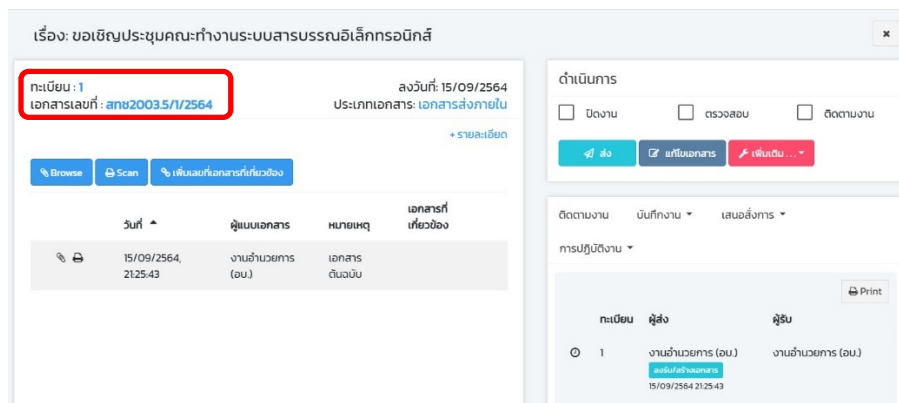 เรื่อง: ขอเชิญประชุมคณะทำงานระบบสารบรรณอิเล็กทรอนิกส์
×
ทะเบียน : 1
ลงวันที่: 15/09/2564
เอกสารเลขที่ : สทช2003.5/1/2564
ประเภทเอกสาร: เอกสารส่งภายใน
+ รายละเอียด
Browse
Scan
เพิ่มเลขที่เอกสารที่เกี่ยวข้อง
วันที่
ผู้แนบเอกสาร
หมายเหตุ
เอกสารที่
เกี่ยวข้อง
15/09/2564,
21:25:43
งานอำนวยการ
(อบ.)
เอกสาร
ต้นฉบับ
ดำเนินการ
ปิดงาน
ตรวจสอบ
ติดตามงาน
ส่ง
แก้ไขเอกสาร
เพิ่มเติม . . .
ติดตามงาน
บันทึกงาน
เสนอสั่งการ
การปฏิบัติงาน
Print
ทะเบียน
ผู้ส่ง
ผู้รับ
1
งานอำนวยการ (อบ.)
งานอำนวยการ (อบ.)
ลงรับ/สร้างเอกสาร
15/09/2564 21:25:43